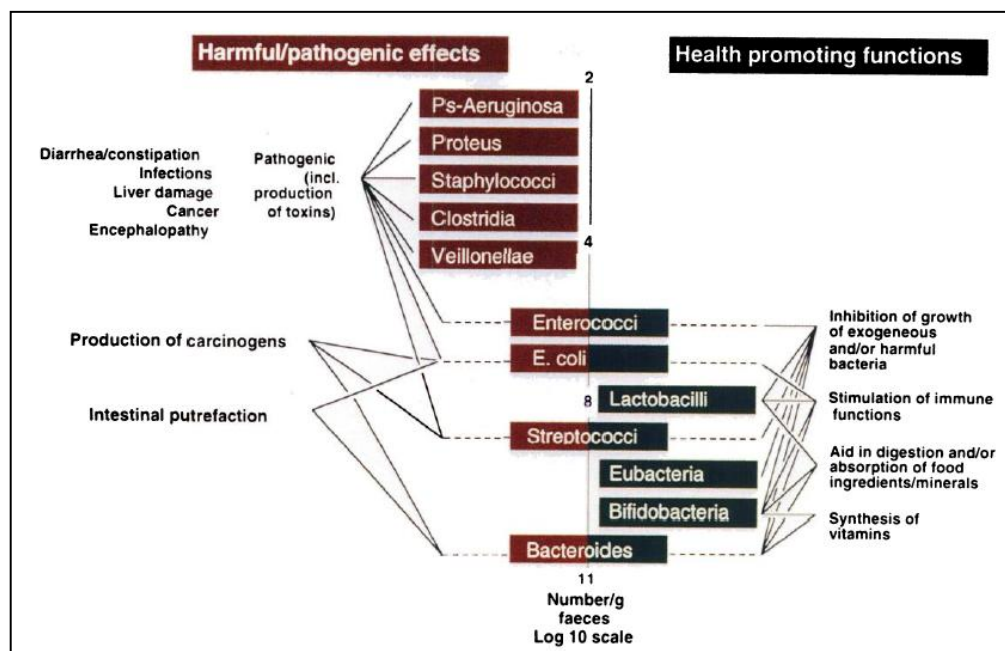 Harmful/pathogenic effects
Health promoting functions
2
Ps-Aeruginosa
Proteus
Staphylococci
Clostridia
4
Veillonellae
Diarrhea/constipation
Infections
Liver damage
Cancer
Encephalopathy
Pathogenic
(incl.
production
of toxins)
Production of carcinogens
Intestinal putrefaction
Enterococci
E. coli
8
Lactobacilli
Streptococci
Eubacteria
Bifidobacteria
Bacteroides
11
Number/g
faeces
Log 10 scale
Inhibition of growth
of exogeneous
and/or harmful
bacteria
Stimulation of immune
functions
Aid in digestion and/or
absorption of food
ingredients/minerals
Synthesis of
vitamins